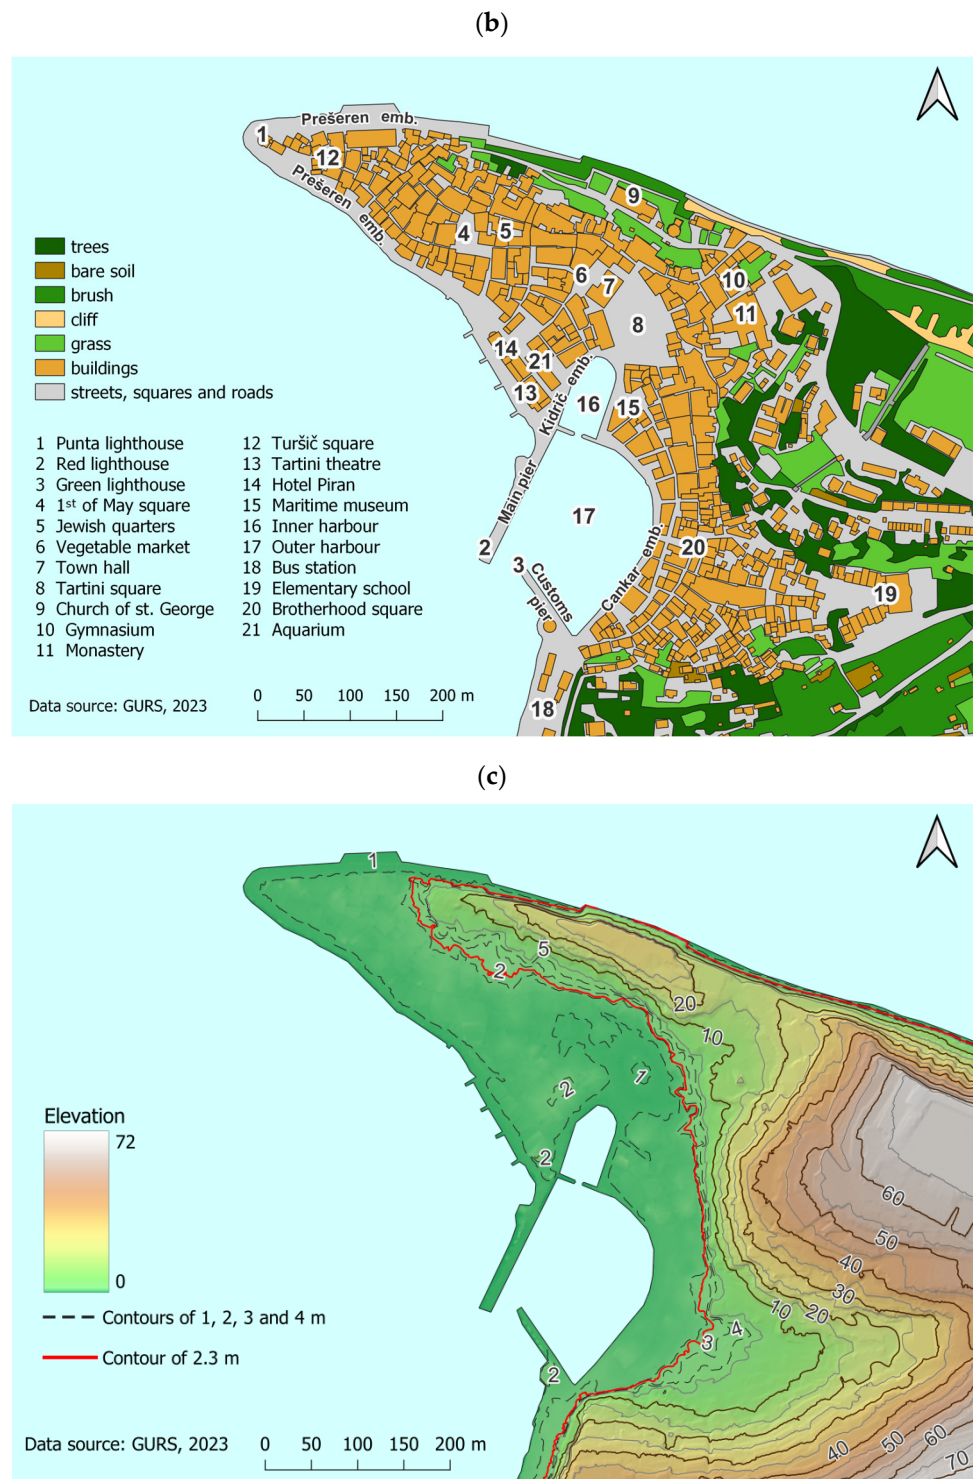 (b)
Prešeren emb.
1
12
Prešeren emb.
9
4
5
6
7
10
11
8
14
21
13
Kidrič emb.
16
15
Main pier
17
2
3
Customs pier
Cankar emb.
20
19
18
trees
bare soil
brush
cliff
grass
buildings
streets, squares and roads
1 Punta lighthouse
2 Red lighthouse
3 Green lighthouse
4 1st of May square
5 Jewish quarters
6 Vegetable market
7 Town hall
8 Tartini square
9 Church of st. George
10 Gymnasium
11 Monastery
12 Turšič square
13 Tartini theatre
14 Hotel Piran
15 Maritime museum
16 Inner harbour
17 Outer harbour
18 Bus station
19 Elementary school
20 Brotherhood square
21 Aquarium
Data source: GURS, 2023
0 50 100 150 200 m
(c)
1
5
2
20
10
1
2
2
60
50
40
30
20
10
4
3
2
40
50
60
70
Elevation
72
0
Contours of 1, 2, 3 and 4 m
Contour of 2.3 m
Data source: GURS, 2023
0 50 100 150 200 m